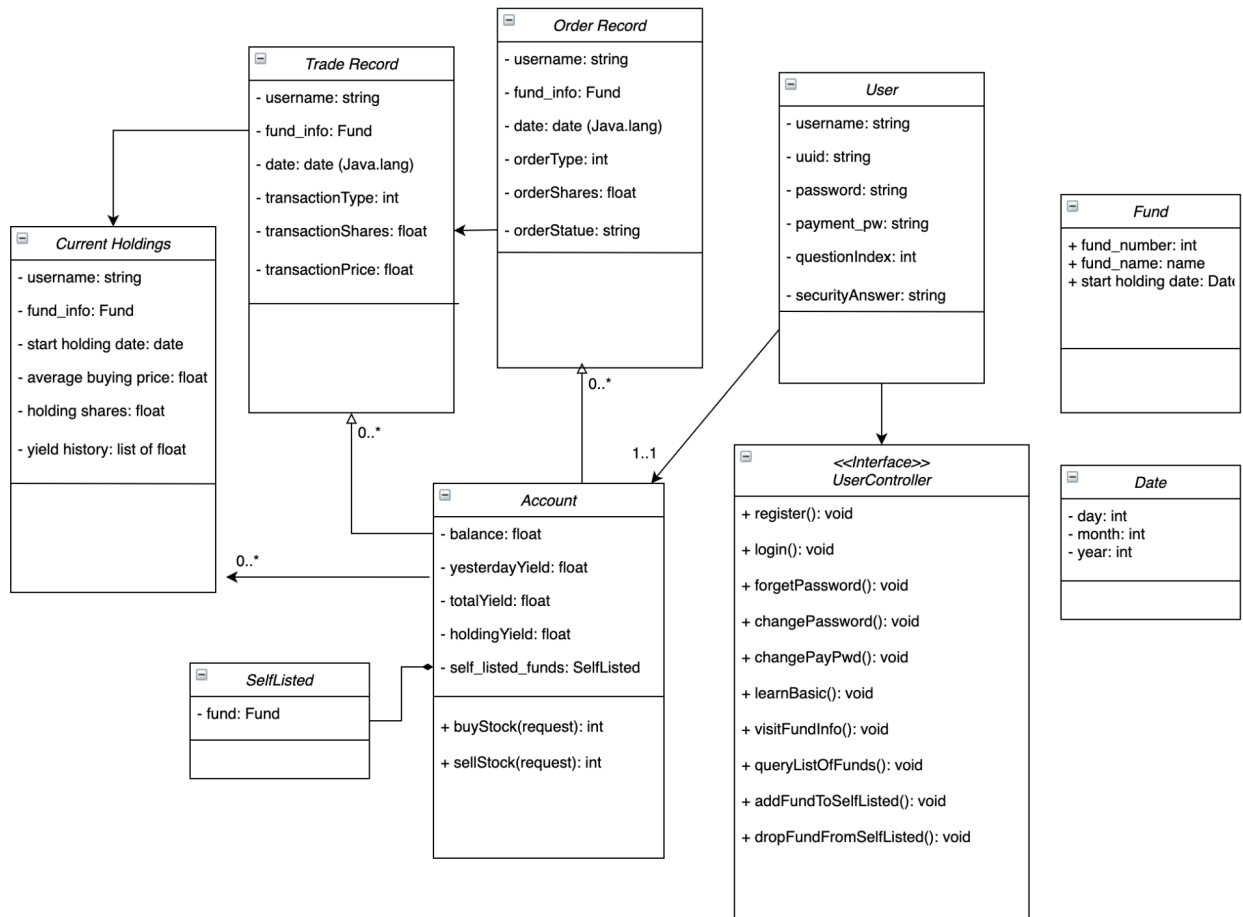 Order Record
- username: string
- fund_info: Fund
- date: date (Java.lang)
- orderType: int
- orderShares: float
- orderStatue: string
Trade Record
- username: string
- fund_info: Fund
- date: date (Java.lang)
- transactionType: int
- transactionShares: float
- transactionPrice: float
User
- username: string
- uuid: string
- password: string
- payment_pw: string
- questionIndex: int
- securityAnswer: string
Fund
+ fund_number: int
+ fund_name: name
+ start holding date: Date
Current Holdings
- username: string
- fund_info: Fund
- start holding date: date
- average buying price: float
- holding shares: float
- yield history: list of float
0..*
0..*
1..1
0..*
<<Interface>>
UserController
+ register(): void
+ login(): void
+ forgetPassword(): void
+ changePassword(): void
+ changePayPwd(): void
+ learnBasic(): void
+ visitFundInfo(): void
+ queryListOfFunds(): void
+ addFundToSelfListed(): void
+ dropFundFromSelfListed(): void
Date
- day: int
- month: int
- year: int
Account
- balance: float
- yesterdayYield: float
- totalYield: float
- holdingYield: float
- self_listed_funds: SelfListed
+ buyStock(request): int
+ sellStock(request): int
SelfListed
- fund: Fund